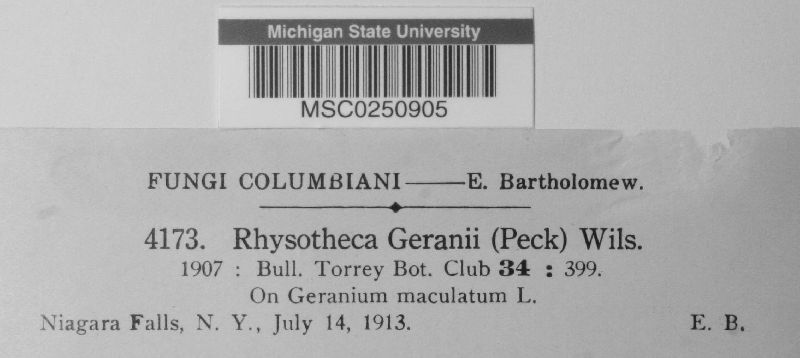 Michigan State University
MSC0250905
FUNGI COLUMBIANI——E. Bartholomew.
4173. Rhysotheca Geranii (Peck) Wils.
1907 : Bull. Torrey Bot. Club 34 : 399.
On Geranium maculatum L.
Niagara Falls, N. Y., July 14, 1913. E. B.